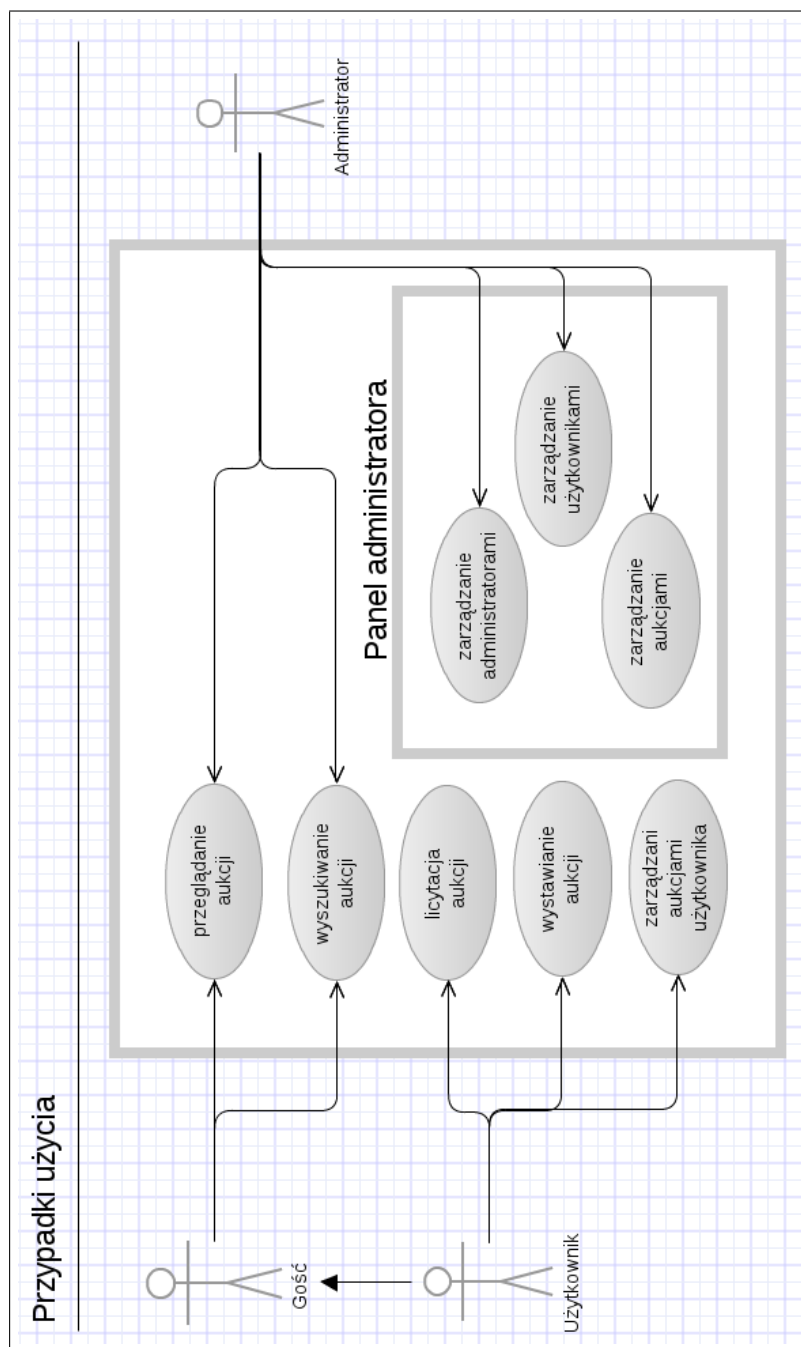 Przypadki użycia
Gość
Użytkownik
przeglądanie
aukcji
wyszukiwanie
aukcji
licytacja
aukcji
wystawianie
aukcji
zarządzani
aukcjami
użytkownika
Panel administratora
zarządzanie
administratorami
zarządzanie
użytkownikami
zarządzanie
aukcjami
Administrator